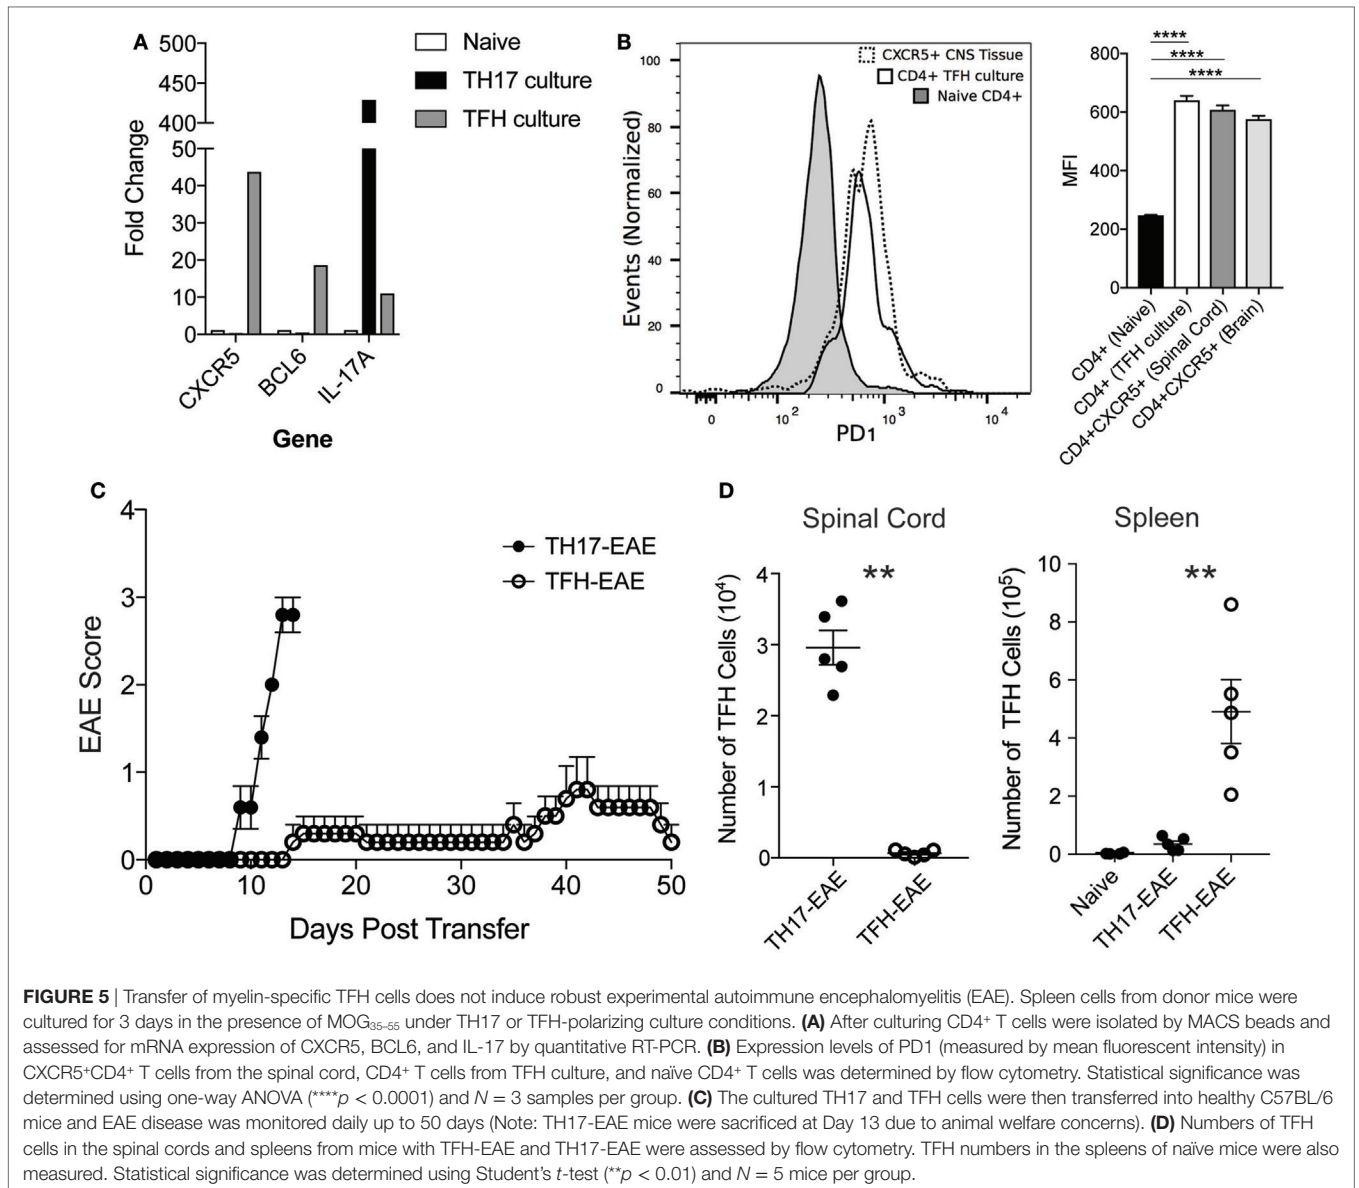 A
500
450
400
50
40
30
20
10
0
Fold Change
CXCR5
BCL6
IL-17A
Gene
Naive
TH17 culture
TFH culture
B
100
80
60
40
20
0
Events (Normalized)
CXCR5+ CNS Tissue
CD4+ TFH culture
Naive CD4+
0
10²
10³
10⁴
PD1
800
600
400
200
0
MFI
****
****
****
CD4+ (Naive)
CD4+ (TFH culture)
CD4+CXCR5+ (Spinal Cord)
CD4+CXCR5+ (Brain)
C
4
3
2
1
0
EAE Score
TH17-EAE
TFH-EAE
0
10
20
30
40
50
Days Post Transfer
D
Spinal Cord
4
3
2
1
0
Number of TFH Cells (10⁴)
**
TH17-EAE
TFH-EAE
Spleen
10
8
6
4
2
0
Number of TFH Cells (10⁵)
**
Naive
TH17-EAE
TFH-EAE
FIGURE 5 | Transfer of myelin-specific TFH cells does not induce robust experimental autoimmune encephalomyelitis (EAE). Spleen cells from donor mice were
cultured for 3 days in the presence of MOG₃₅₋₅₅ under TH17 or TFH-polarizing culture conditions. (A) After culturing CD4⁺ T cells were isolated by MACS beads and
assessed for mRNA expression of CXCR5, BCL6, and IL-17 by quantitative RT-PCR. (B) Expression levels of PD1 (measured by mean fluorescent intensity) in
CXCR5⁺CD4⁺ T cells from the spinal cord, CD4⁺ T cells from TFH culture, and naïve CD4⁺ T cells was determined by flow cytometry. Statistical significance was
determined using one-way ANOVA (****p < 0.0001) and N = 3 samples per group. (C) The cultured TH17 and TFH cells were then transferred into healthy C57BL/6
mice and EAE disease was monitored daily up to 50 days (Note: TH17-EAE mice were sacrificed at Day 13 due to animal welfare concerns). (D) Numbers of TFH
cells in the spinal cords and spleens from mice with TFH-EAE and TH17-EAE were assessed by flow cytometry. TFH numbers in the spleens of naïve mice were also
measured. Statistical significance was determined using Student's t-test (**p < 0.01) and N = 5 mice per group.